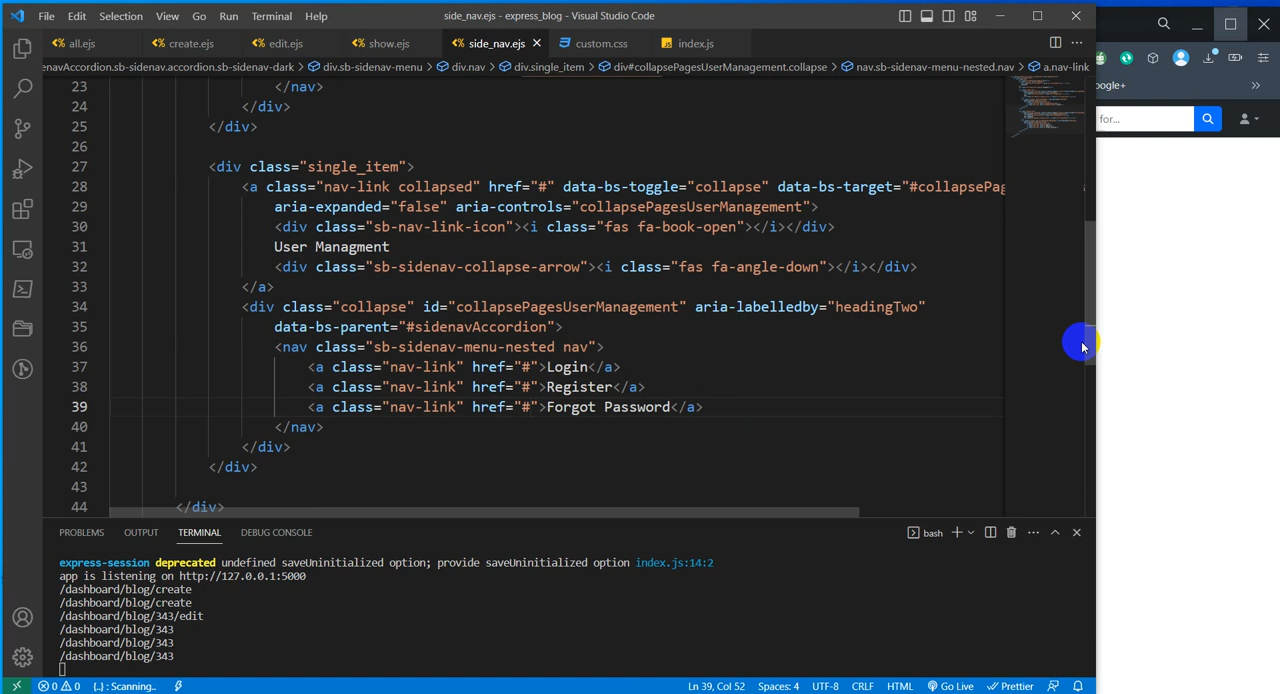 File Edit Selection View Go Run Terminal Help side_nav.ejs - express_blog - Visual Studio Code
all.ejs create.ejs edit.ejs show.ejs side_nav.ejs custom.css JS index.js
enavAccordion.sb-sidenav.accordion.sb-sidenav-dark > div.sb-sidenav-menu > div.nav > div.single_item > div#collapsePagesUserManagement.collapse > nav.sb-sidenav-menu-nested.nav > a.nav-link
oogle+
for...
23 </nav>
24 </div>
25 </div>
26
27 <div class="single_item">
28 <a class="nav-link collapsed" href="#" data-bs-toggle="collapse" data-bs-target="#collapsePag
29 aria-expanded="false" aria-controls="collapsePagesUserManagement">
30 <div class="sb-nav-link-icon"><i class="fas fa-book-open"></i></div>
31 User Managment
32 <div class="sb-sidenav-collapse-arrow"><i class="fas fa-angle-down"></i></div>
33 </a>
34 <div class="collapse" id="collapsePagesUserManagement" aria-labelledby="headingTwo"
35 data-bs-parent="#sidenavAccordion">
36 <nav class="sb-sidenav-menu-nested nav">
37 <a class="nav-link" href="#">Login</a>
38 <a class="nav-link" href="#">Register</a>
39 <a class="nav-link" href="#">Forgot Password</a>
40 </nav>
41 </div>
42 </div>
43
44 </div>
PROBLEMS OUTPUT TERMINAL DEBUG CONSOLE bash
express-session deprecated undefined saveUninitialized option; provide saveUninitialized option index.js:14:2
app is listening on http://127.0.0.1:5000
/dashboard/blog/create
/dashboard/blog/create
/dashboard/blog/343/edit
/dashboard/blog/343
/dashboard/blog/343
/dashboard/blog/343
0 0 {..} : Scanning.. Ln 39, Col 52 Spaces: 4 UTF-8 CRLF HTML Go Live Prettier